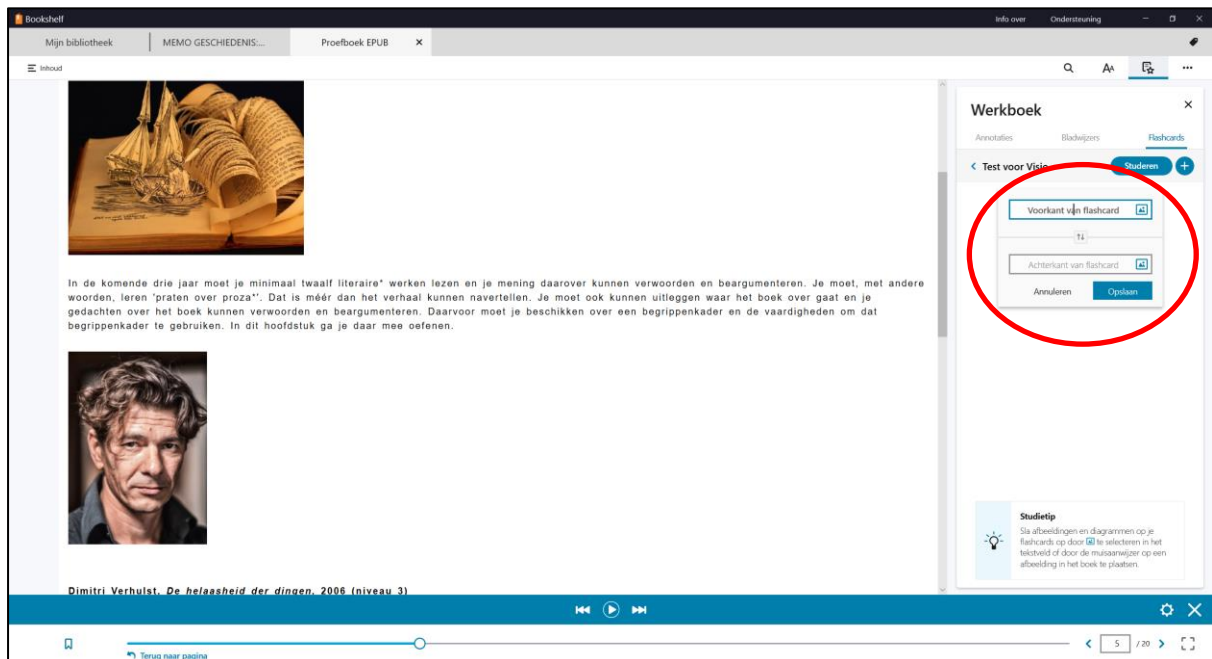 Bookshelf
Info over
Ondersteuning
Mijn bibliotheek
MEMO GESCHIEDENIS:...
Proefboek EPUB
Inhoud
In de komende drie jaar moet je minimaal twaalf literaire* werken lezen en je mening daarover kunnen verwoorden en beargumenteren. Je moet, met andere
woorden, leren 'praten over proza*'. Dat is méér dan het verhaal kunnen navertellen. Je moet ook kunnen uitleggen waar het boek over gaat en je
gedachten over het boek kunnen verwoorden en beargumenteren. Daarvoor moet je beschikken over een begrippenkader en de vaardigheden om dat
begrippenkader te gebruiken. In dit hoofdstuk ga je daar mee oefenen.
Dimitri Verhulst, De helaasheid der dingen, 2006 (niveau 3)
Werkboek
Annotaties
Bladwijzers
Flashcards
Test voor Visio
Studeren
Voorkant van flashcard
Achterkant van flashcard
Annuleren
Opslaan
Studietip
Sla afbeeldingen en diagrammen op je
flashcards op door te selecteren in het
tekstveld of door de muisaanwijzer op een
afbeelding in het boek te plaatsen.
Terug naar pagina
5 / 20